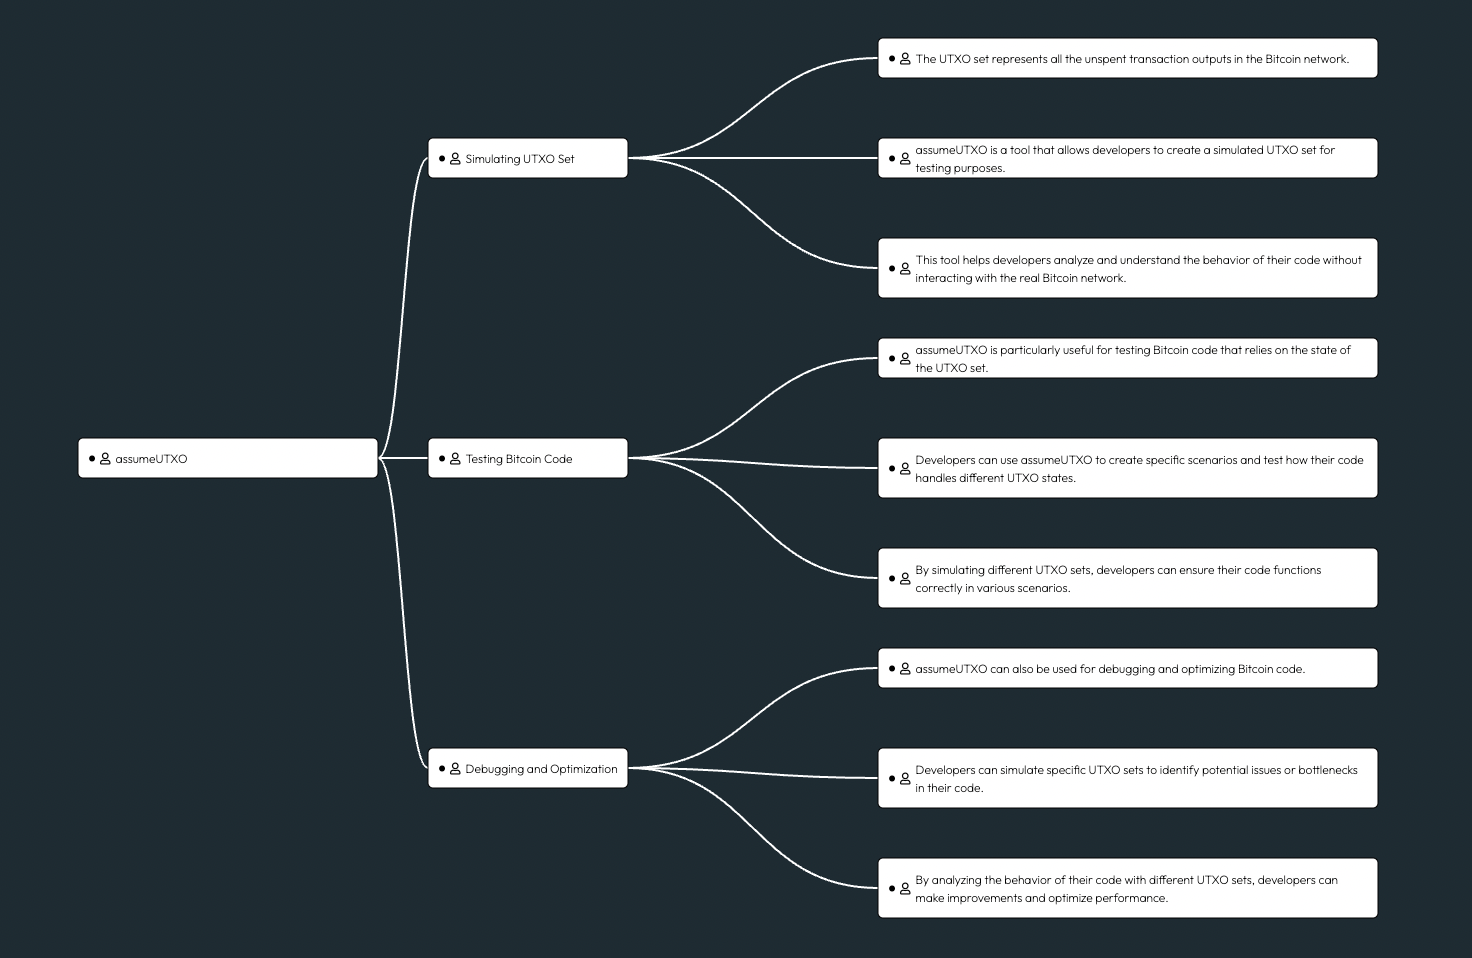 assumeUTXO
Simulating UTXO Set
The UTXO set represents all the unspent transaction outputs in the Bitcoin network.
assumeUTXO is a tool that allows developers to create a simulated UTXO set for
testing purposes.
This tool helps developers analyze and understand the behavior of their code without
interacting with the real Bitcoin network.
Testing Bitcoin Code
assumeUTXO is particularly useful for testing Bitcoin code that relies on the state of
the UTXO set.
Developers can use assumeUTXO to create specific scenarios and test how their code
handles different UTXO states.
By simulating different UTXO sets, developers can ensure their code functions
correctly in various scenarios.
Debugging and Optimization
assumeUTXO can also be used for debugging and optimizing Bitcoin code.
Developers can simulate specific UTXO sets to identify potential issues or bottlenecks
in their code.
By analyzing the behavior of their code with different UTXO sets, developers can
make improvements and optimize performance.